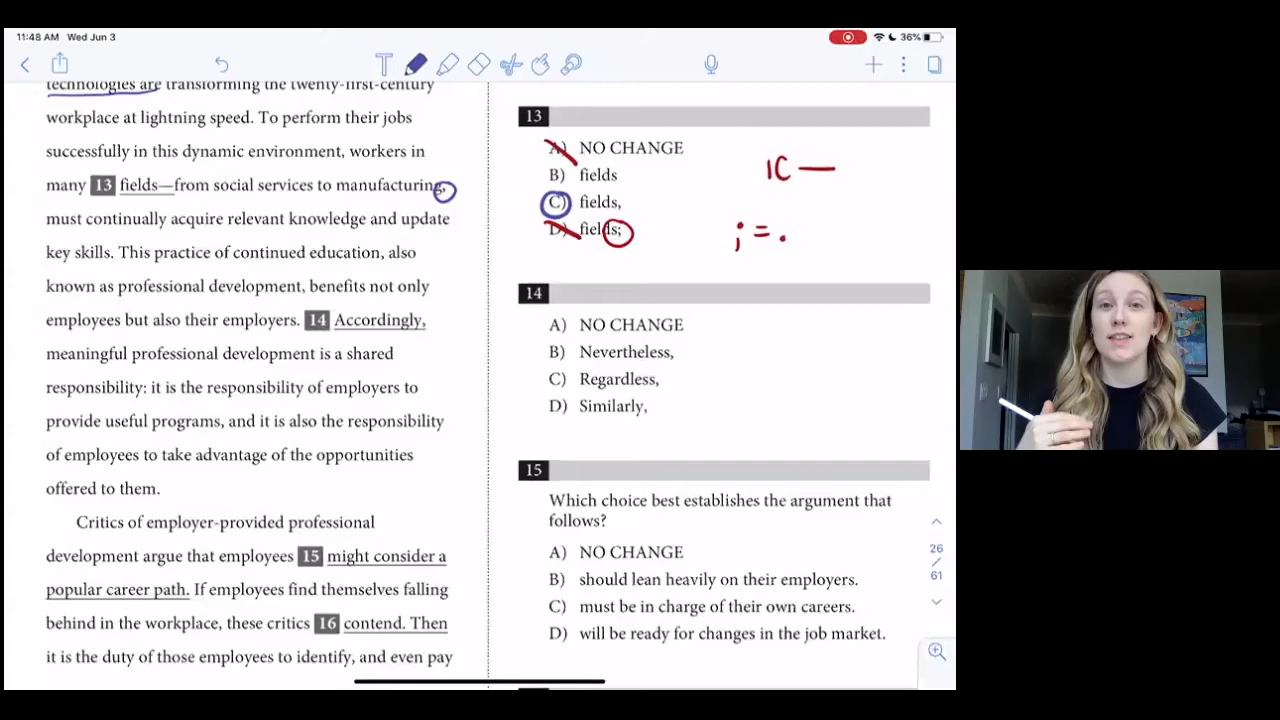 11:48 AM Wed Jun 3
36%
technologies are transforming the twenty-first-century
workplace at lightning speed. To perform their jobs
successfully in this dynamic environment, workers in
many 13 fields—from social services to manufacturing,
must continually acquire relevant knowledge and update
key skills. This practice of continued education, also
known as professional development, benefits not only
employees but also their employers. 14 Accordingly,
meaningful professional development is a shared
responsibility: it is the responsibility of employers to
provide useful programs, and it is also the responsibility
of employees to take advantage of the opportunities
offered to them.
Critics of employer-provided professional
development argue that employees 15 might consider a
popular career path. If employees find themselves falling
behind in the workplace, these critics 16 contend. Then
it is the duty of those employees to identify, and even pay
13
A) NO CHANGE
B) fields
C) fields,
D) fields;
IC —
; = .
14
A) NO CHANGE
B) Nevertheless,
C) Regardless,
D) Similarly,
15
Which choice best establishes the argument that
follows?
A) NO CHANGE
B) should lean heavily on their employers.
C) must be in charge of their own careers.
D) will be ready for changes in the job market.
26
/
61